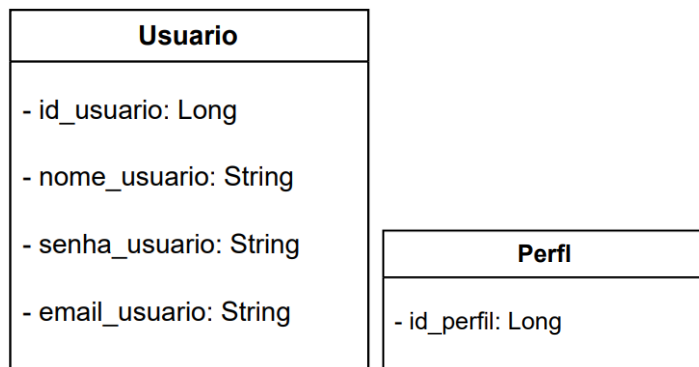 Usuario
- id_usuario: Long
- nome_usuario: String
- senha_usuario: String
- email_usuario: String
Perfl
- id_perfil: Long